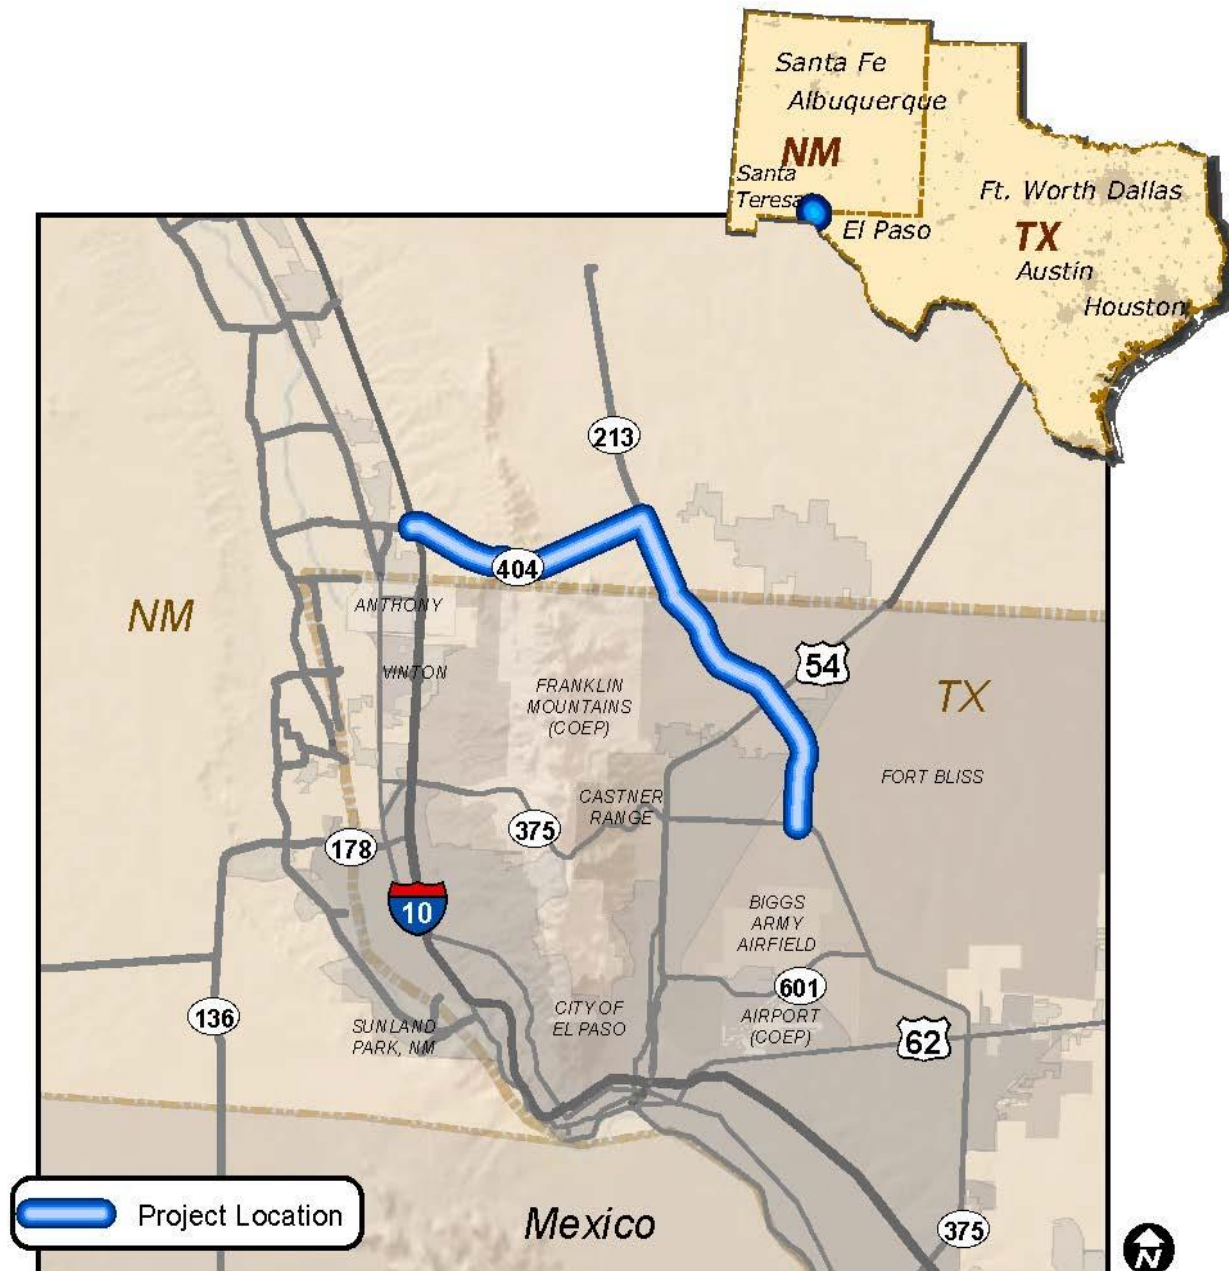 Santa Fe
Albuquerque
NM
Santa
Teresa
Ft. Worth Dallas
El Paso
TX
Austin
Houston
213
404
ANTHONY
NM
VINTON
54
FRANKLIN
MOUNTAINS
(COEP)
TX
FORT BLISS
CASTNER
RANGE
375
178
10
BIGGS
ARMY
AIRFIELD
601
136
CITY OF
EL PASO
AIRPORT
(COEP)
SUNLAND
PARK, NM
62
Project Location
Mexico
375
N